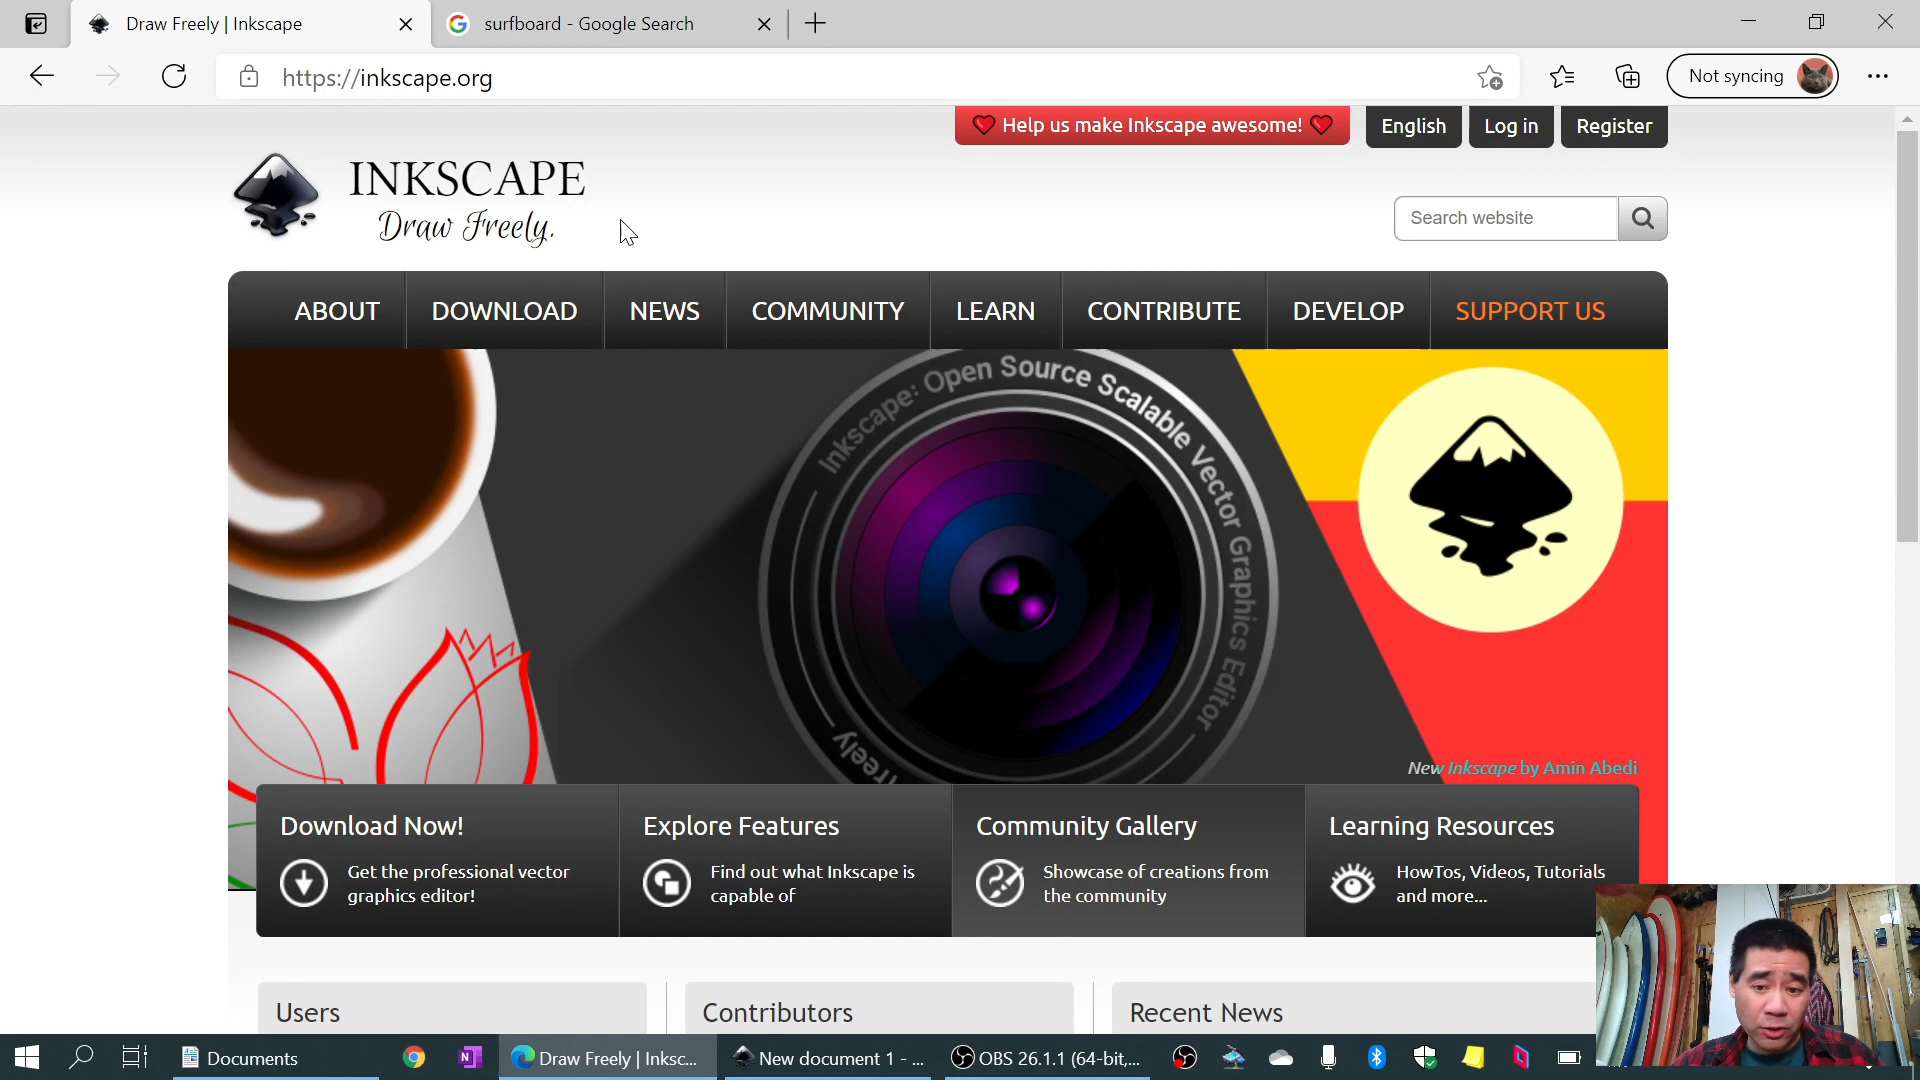 Draw Freely | Inkscape
surfboard - Google Search
https://inkscape.org
Not syncing
Help us make Inkscape awesome!
English
Log in
Register
INKSCAPE
Draw Freely.
Search website
ABOUT
DOWNLOAD
NEWS
COMMUNITY
LEARN
CONTRIBUTE
DEVELOP
SUPPORT US
Inkscape: Open Source Scalable Vector Graphics Editor
freely
New Inkscape by Amin Abedi
Download Now!
Get the professional vector
graphics editor!
Explore Features
Find out what Inkscape is
capable of
Community Gallery
Showcase of creations from
the community
Learning Resources
HowTos, Videos, Tutorials
and more...
Users
Contributors
Recent News
Documents
Draw Freely | Inksc...
New document 1 - ...
OBS 26.1.1 (64-bit,...